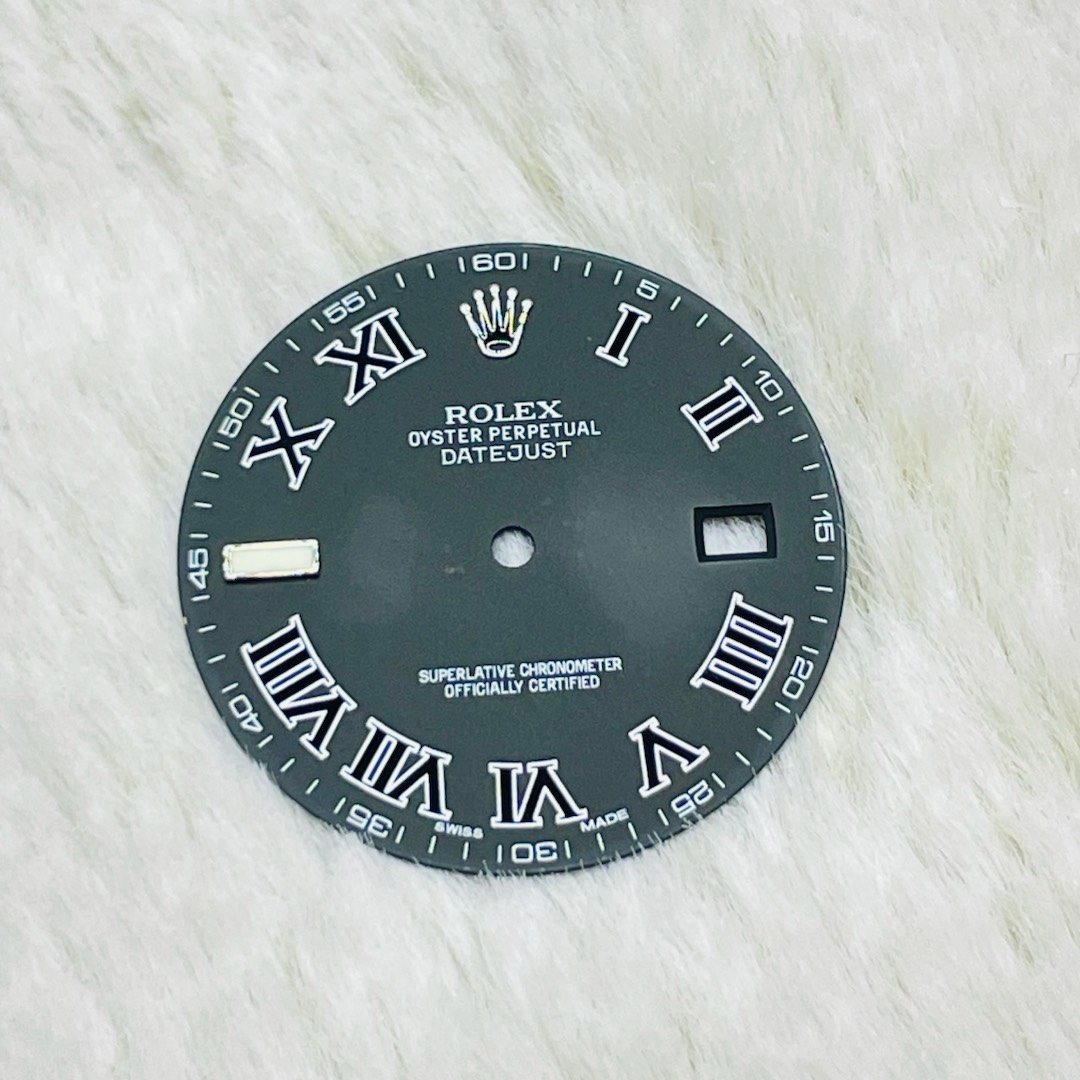 60
5
10
15
20
25
30
35
40
45
50
55
I
II
IIII
V
VI
VII
VIII
X
XI
ROLEX
OYSTER PERPETUAL
DATEJUST
SUPERLATIVE CHRONOMETER
OFFICIALLY CERTIFIED
SWISS MADE